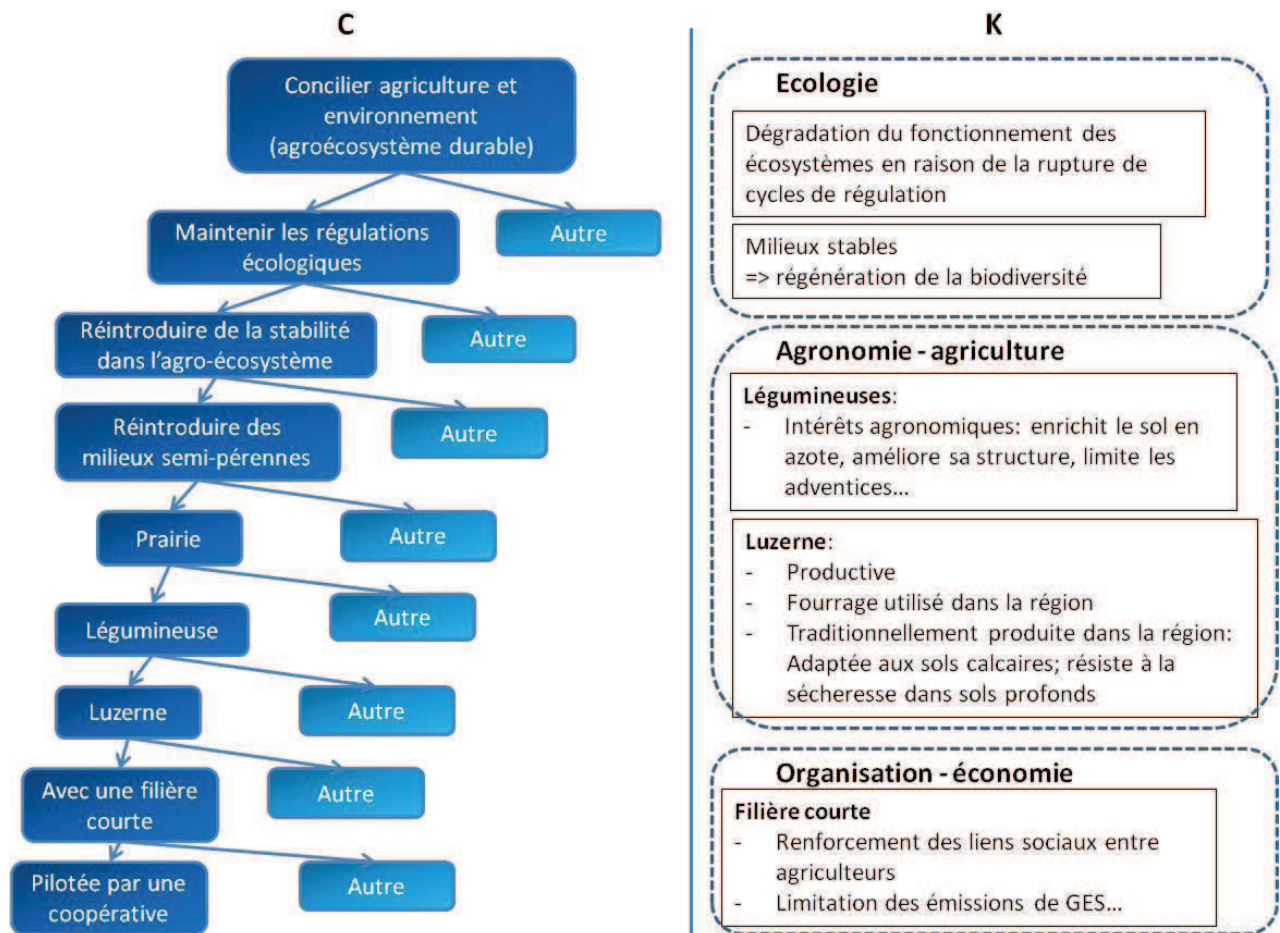 C
Concilier agriculture et
environnement
(agroécosystème durable)
Maintenir les régulations
écologiques
Autre
Réintroduire de la stabilité
dans l'agro-écosystème
Autre
Réintroduire des
milieux semi-pérennes
Autre
Prairie
Autre
Légumineuse
Autre
Luzerne
Autre
Avec une filière
courte
Autre
Pilotée par une
coopérative
Autre
K
Ecologie
Dégradation du fonctionnement des
écosystèmes en raison de la rupture de
cycles de régulation
Milieux stables
=> régénération de la biodiversité
Agronomie - agriculture
Légumineuses:
- Intérêts agronomiques: enrichit le sol en
azote, améliore sa structure, limite les
adventices...
Luzerne:
- Productive
- Fourrage utilisé dans la région
- Traditionnellement produite dans la région:
Adaptée aux sols calcaires; résiste à la
sécheresse dans sols profonds
Organisation - économie
Filière courte
- Renforcement des liens sociaux entre
agriculteurs
- Limitation des émissions de GES...